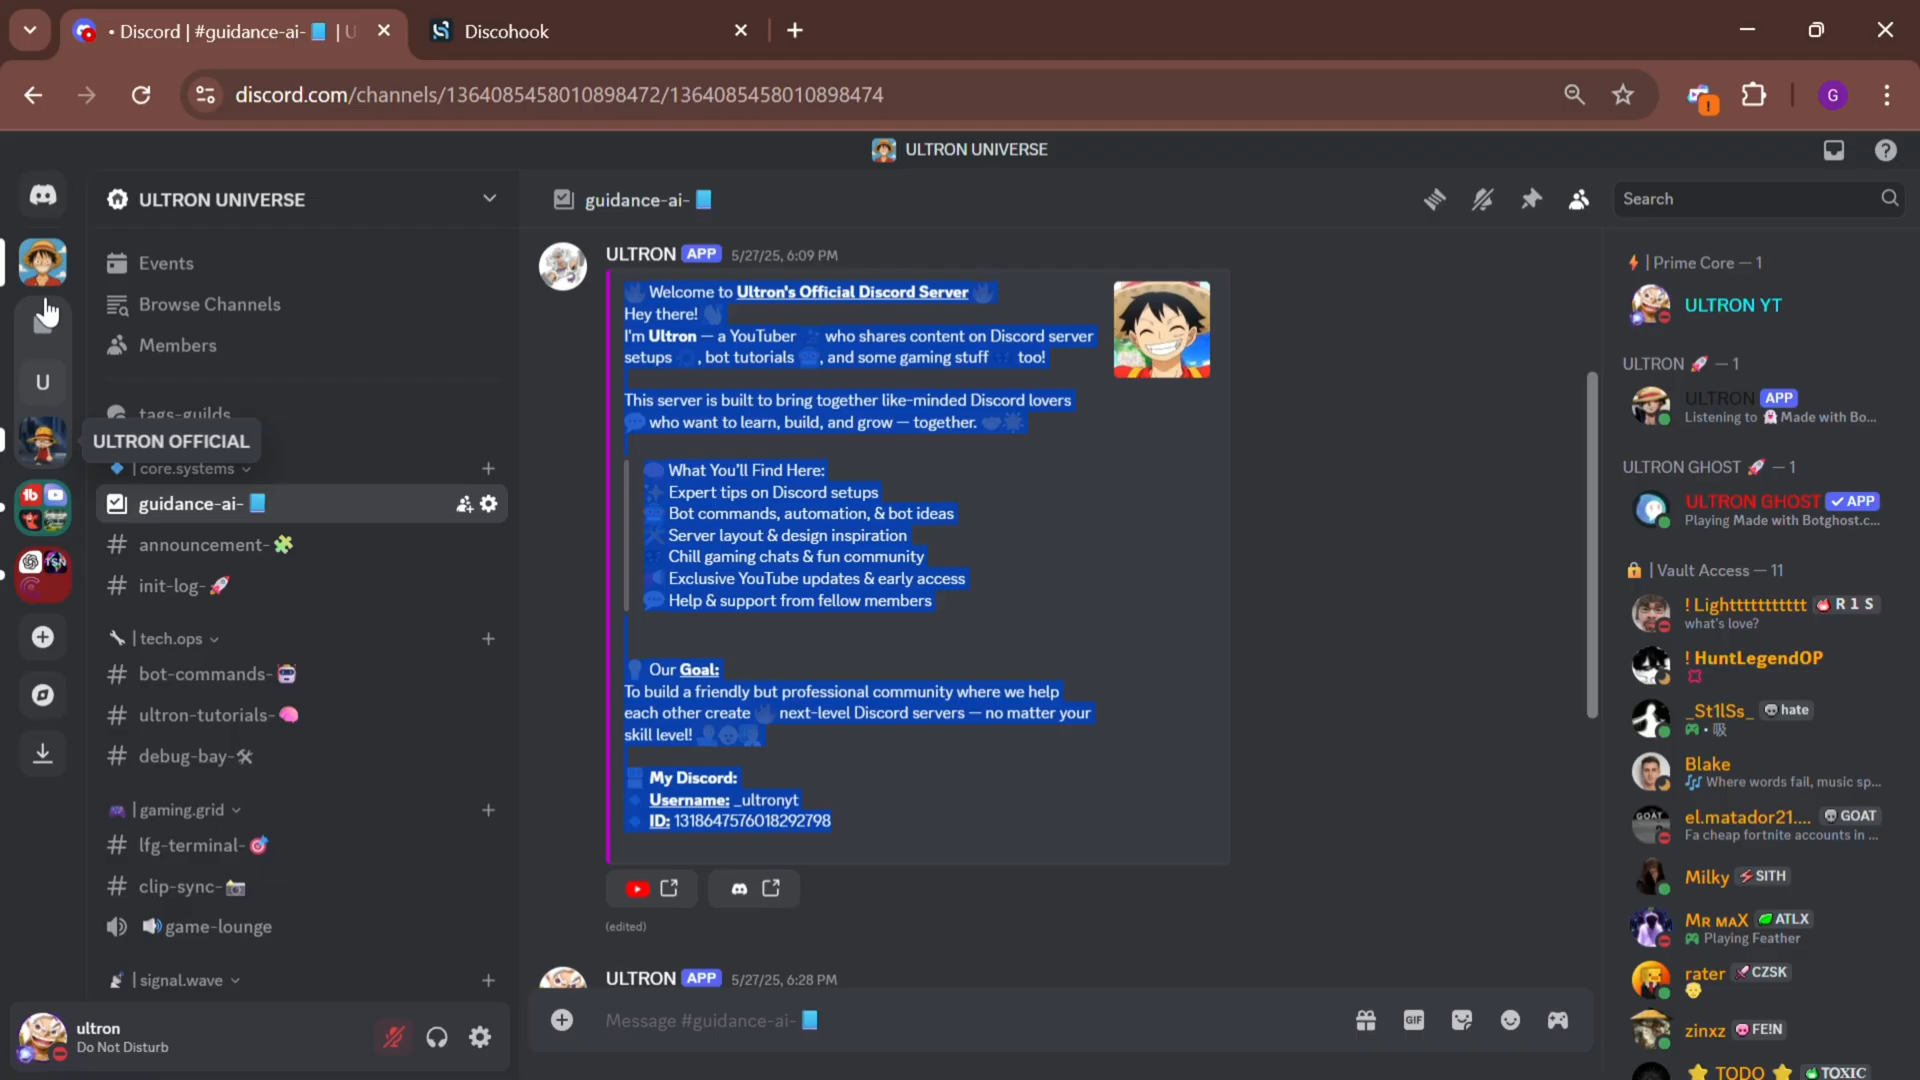 • Discord | #guidance-ai-📘 | U
Discohook
discord.com/channels/1364085458010898472/1364085458010898474
G
ULTRON UNIVERSE
ULTRON UNIVERSE
Events
Browse Channels
Members
U
tags-guilds
ULTRON OFFICIAL
🔹 | core.systems
guidance-ai-📘
# announcement-🧩
# init-log-🚀
🔧 | tech.ops
# bot-commands-🤖
# ultron-tutorials-🧠
# debug-bay-🛠
🎮 | gaming.grid
# lfg-terminal-🎯
# clip-sync-📸
🔊game-lounge
📡 | signal.wave
ultron
Do Not Disturb
guidance-ai-📘
Search
ULTRON APP 5/27/25, 6:09 PM
Welcome to Ultron's Official Discord Server
Hey there!
I'm Ultron — a YouTuber who shares content on Discord server
setups , bot tutorials , and some gaming stuff too!
This server is built to bring together like-minded Discord lovers
💬 who want to learn, build, and grow — together.
What You'll Find Here:
Expert tips on Discord setups
Bot commands, automation, & bot ideas
Server layout & design inspiration
Chill gaming chats & fun community
Exclusive YouTube updates & early access
💬 Help & support from fellow members
Our Goal:
To build a friendly but professional community where we help
each other create next-level Discord servers — no matter your
skill level!
My Discord:
Username: _ultronyt
ID: 1318647576018292798
(edited)
ULTRON APP 5/27/25, 6:28 PM
Message #guidance-ai-📘
GIF
⚡ | Prime Core — 1
ULTRON YT
ULTRON 🚀 — 1
ULTRON APP
Listening to 👻 Made with Bo...
ULTRON GHOST 🚀 — 1
ULTRON GHOST ✓ APP
Playing Made with Botghost.c...
🔒 | Vault Access — 11
! Lighttttttttttt R 1 S
what's love?
! HuntLegendOP
_St1lSs_ hate
• 吸
Blake
🎶 Where words fail, music sp...
el.matador21.... GOAT
Fa cheap fortnite accounts in ...
Milky SITH
Mʀ ᴍᴀX ATLX
Playing Feather
rater CZSK
zinxz FE!N
⭐ TODO ⭐ TOXIC